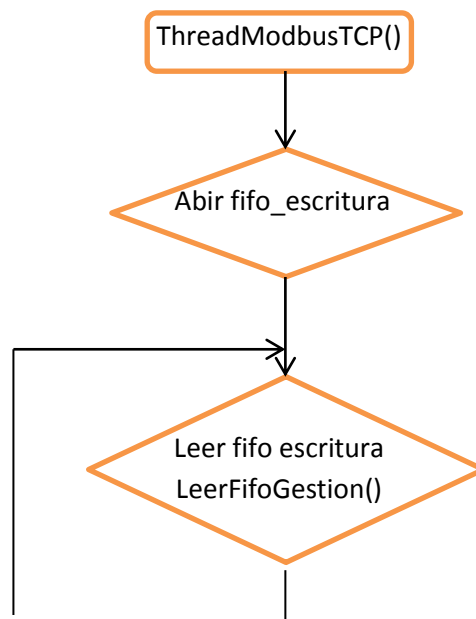 ThreadModbusTCP()
Abir fifo_escritura
Leer fifo escritura
LeerFifoGestion()